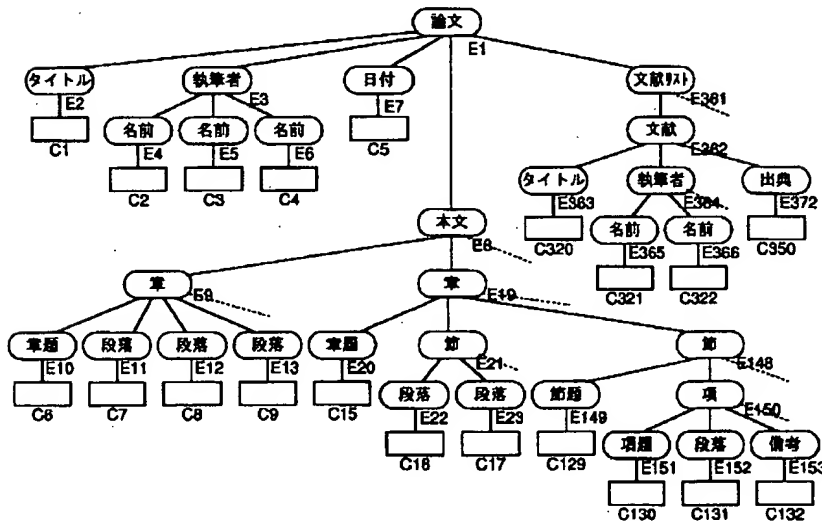 論文
E1
タイトル 執筆者 日付 文献リスト
E2 E3 E7 E361
名前 名前 名前 文献
C1 E4 E5 E6 C5 E362
タイトル 執筆者 出典
C2 C3 C4 E363 E364 E372
本文 C320 名前 名前 C350
E8 E365 E366
C321 C322
章 章
E9 E19
章題 段落 段落 段落 章題 節 節
E10 E11 E12 E13 E20 E21 E148
C6 C7 C8 C9 C15 段落 段落 節題 項
E22 E23 E149 E150
C16 C17 C129 項題 段落 備考
E151 E152 E153
C130 C131 C132